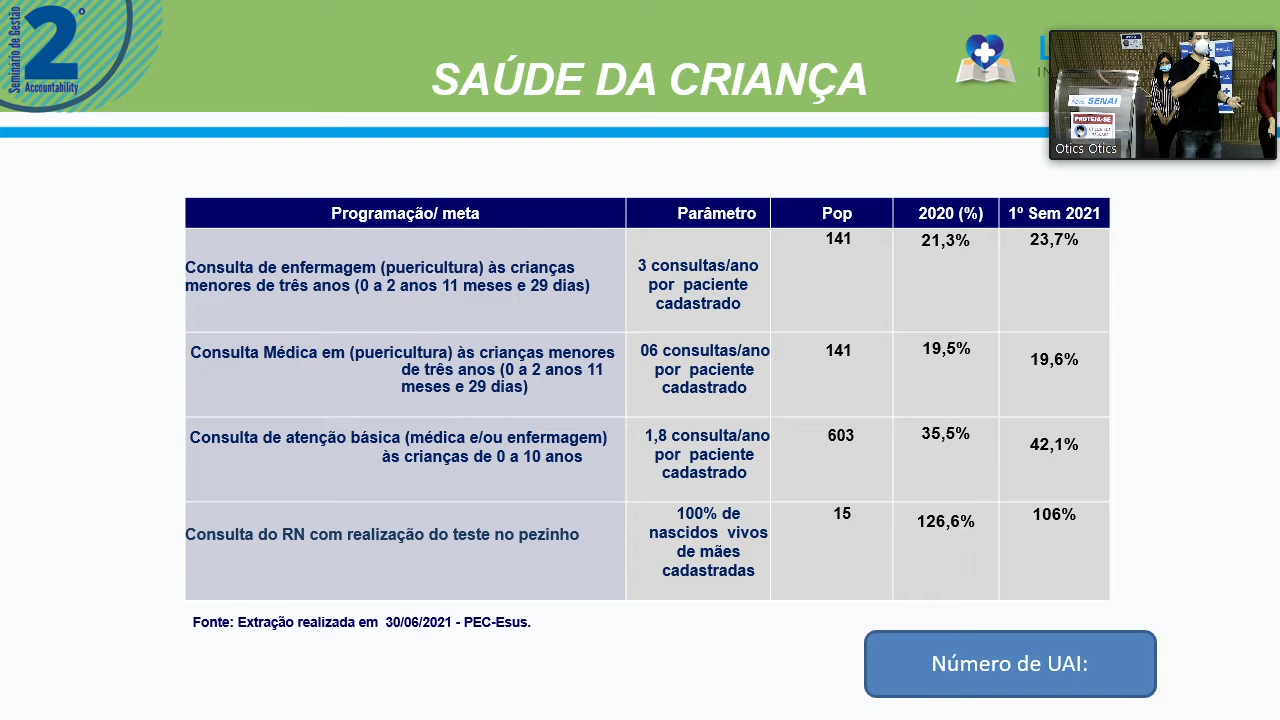 Seminário de Gestão
2º
Accountability
SAÚDE DA CRIANÇA
SENAI
PROTEJA-SE
Otics Otics
Programação/ meta
Parâmetro
Pop
2020 (%)
1º Sem 2021
Consulta de enfermagem (puericultura) às crianças
menores de três anos (0 a 2 anos 11 meses e 29 dias)
3 consultas/ano
por paciente
cadastrado
141
21,3%
23,7%
Consulta Médica em (puericultura) às crianças menores
de três anos (0 a 2 anos 11
meses e 29 dias)
06 consultas/ano
por paciente
cadastrado
141
19,5%
19,6%
Consulta de atenção básica (médica e/ou enfermagem)
às crianças de 0 a 10 anos
1,8 consulta/ano
por paciente
cadastrado
603
35,5%
42,1%
Consulta do RN com realização do teste no pezinho
100% de
nascidos vivos
de mães
cadastradas
15
126,6%
106%
Fonte: Extração realizada em 30/06/2021 - PEC-Esus.
Número de UAI: